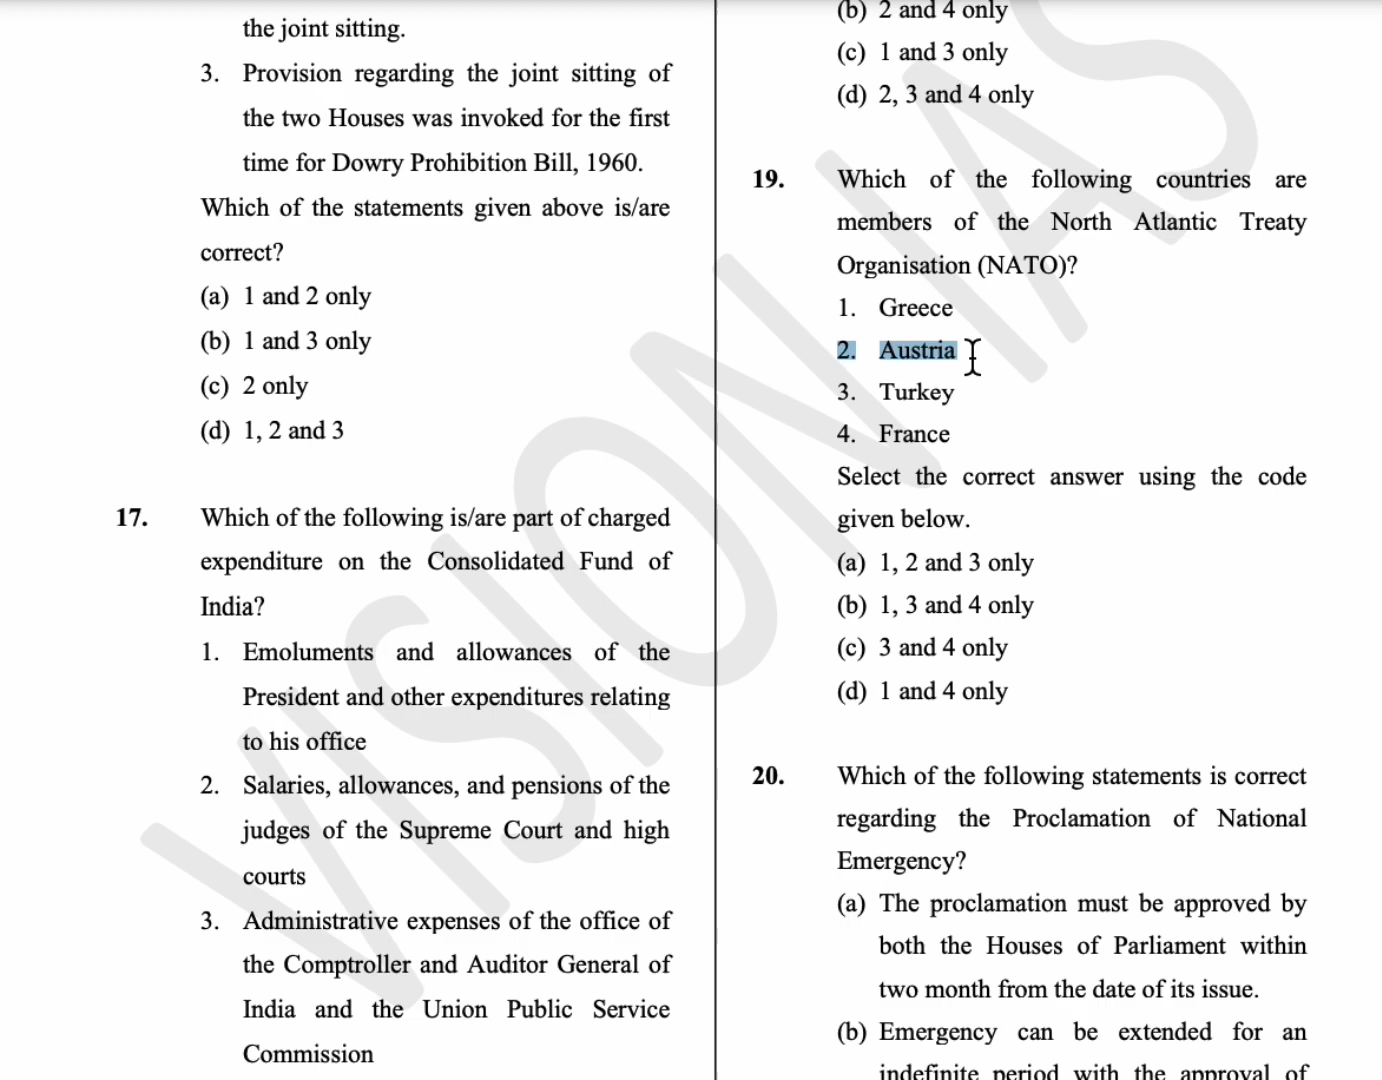 the joint sitting.
3. Provision regarding the joint sitting of
the two Houses was invoked for the first
time for Dowry Prohibition Bill, 1960.
Which of the statements given above is/are
correct?
(a) 1 and 2 only
(b) 1 and 3 only
(c) 2 only
(d) 1, 2 and 3
17. Which of the following is/are part of charged
expenditure on the Consolidated Fund of
India?
1. Emoluments and allowances of the
President and other expenditures relating
to his office
2. Salaries, allowances, and pensions of the
judges of the Supreme Court and high
courts
3. Administrative expenses of the office of
the Comptroller and Auditor General of
India and the Union Public Service
Commission
(b) 2 and 4 only
(c) 1 and 3 only
(d) 2, 3 and 4 only
19. Which of the following countries are
members of the North Atlantic Treaty
Organisation (NATO)?
1. Greece
2. Austria
3. Turkey
4. France
Select the correct answer using the code
given below.
(a) 1, 2 and 3 only
(b) 1, 3 and 4 only
(c) 3 and 4 only
(d) 1 and 4 only
20. Which of the following statements is correct
regarding the Proclamation of National
Emergency?
(a) The proclamation must be approved by
both the Houses of Parliament within
two month from the date of its issue.
(b) Emergency can be extended for an
indefinite period with the approval of
VISION IAS